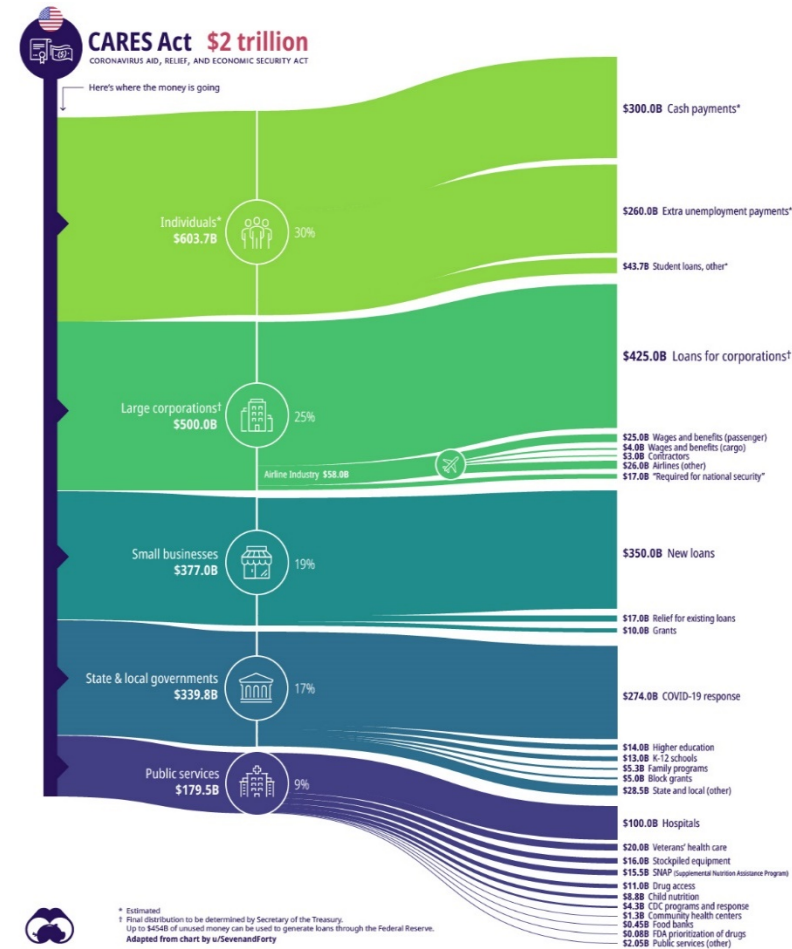 CARES Act $2 trillion
CORONAVIRUS AID, RELIEF, AND ECONOMIC SECURITY ACT
Here's where the money is going
Individuals*
$603.7B
30%
$300.0B Cash payments*
$260.0B Extra unemployment payments*
$43.7B Student loans, other*
Large corporations†
$500.0B
25%
Airline Industry $58.0B
$425.0B Loans for corporations†
$25.0B Wages and benefits (passenger)
$4.0B Wages and benefits (cargo)
$3.0B Contractors
$26.0B Airlines (other)
$17.0B "Required for national security"
Small businesses
$377.0B
19%
$350.0B New loans
$17.0B Relief for existing loans
$10.0B Grants
State & local governments
$339.8B
17%
$274.0B COVID-19 response
$14.0B Higher education
$13.0B K-12 schools
$5.3B Family programs
$5.0B Block grants
$28.5B State and local (other)
Public services
$179.5B
9%
$100.0B Hospitals
$20.0B Veterans' health care
$16.0B Stockpiled equipment
$15.5B SNAP (Supplemental Nutrition Assistance Program)
$11.0B Drug access
$8.8B Child nutrition
$4.3B CDC programs and response
$1.3B Community health centers
$0.45B Food banks
$0.08B FDA prioritization of drugs
$2.05B Public services (other)
* Estimated
† Final distribution to be determined by Secretary of the Treasury.
Up to $454B of unused money can be used to generate loans through the Federal Reserve.
Adapted from chart by u/SevenandForty